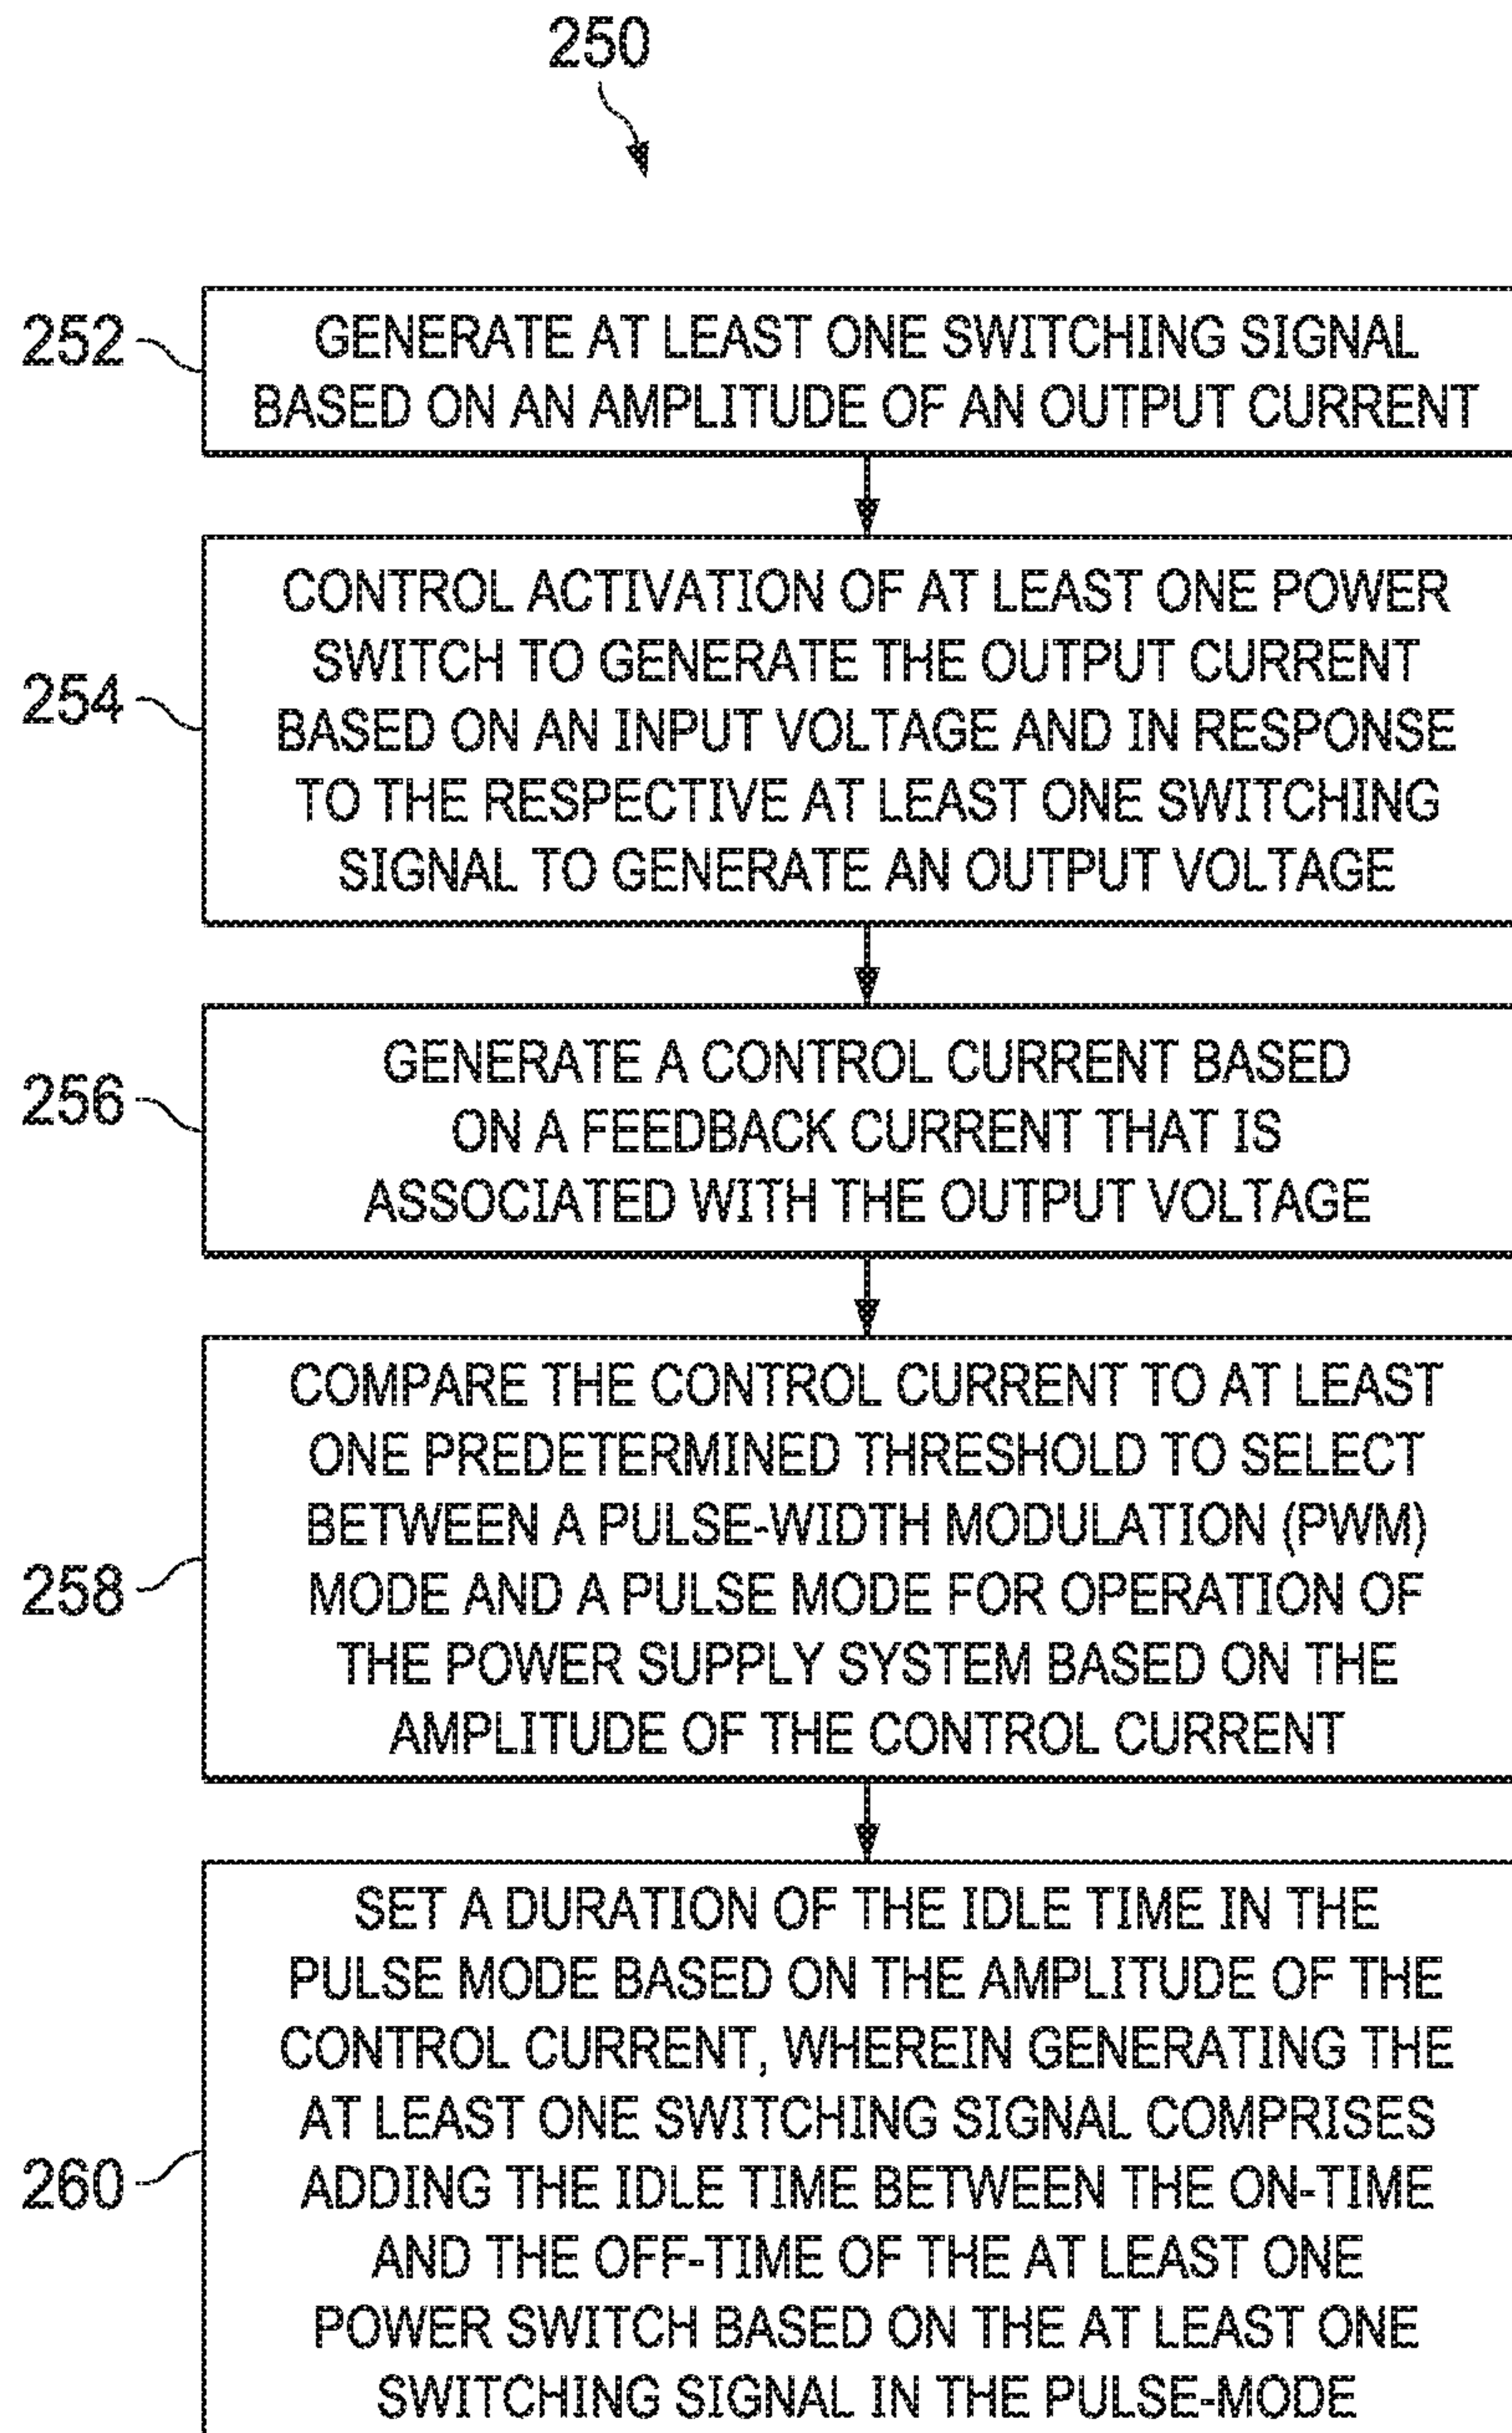 250
252
GENERATE AT LEAST ONE SWITCHING SIGNAL
BASED ON AN AMPLITUDE OF AN OUTPUT CURRENT
254
CONTROL ACTIVATION OF AT LEAST ONE POWER
SWITCH TO GENERATE THE OUTPUT CURRENT
BASED ON AN INPUT VOLTAGE AND IN RESPONSE
TO THE RESPECTIVE AT LEAST ONE SWITCHING
SIGNAL TO GENERATE AN OUTPUT VOLTAGE
256
GENERATE A CONTROL CURRENT BASED
ON A FEEDBACK CURRENT THAT IS
ASSOCIATED WITH THE OUTPUT VOLTAGE
258
COMPARE THE CONTROL CURRENT TO AT LEAST
ONE PREDETERMINED THRESHOLD TO SELECT
BETWEEN A PULSE-WIDTH MODULATION (PWM)
MODE AND A PULSE MODE FOR OPERATION OF
THE POWER SUPPLY SYSTEM BASED ON THE
AMPLITUDE OF THE CONTROL CURRENT
260
SET A DURATION OF THE IDLE TIME IN THE
PULSE MODE BASED ON THE AMPLITUDE OF THE
CONTROL CURRENT, WHEREIN GENERATING THE
AT LEAST ONE SWITCHING SIGNAL COMPRISES
ADDING THE IDLE TIME BETWEEN THE ON-TIME
AND THE OFF-TIME OF THE AT LEAST ONE
POWER SWITCH BASED ON THE AT LEAST ONE
SWITCHING SIGNAL IN THE PULSE-MODE